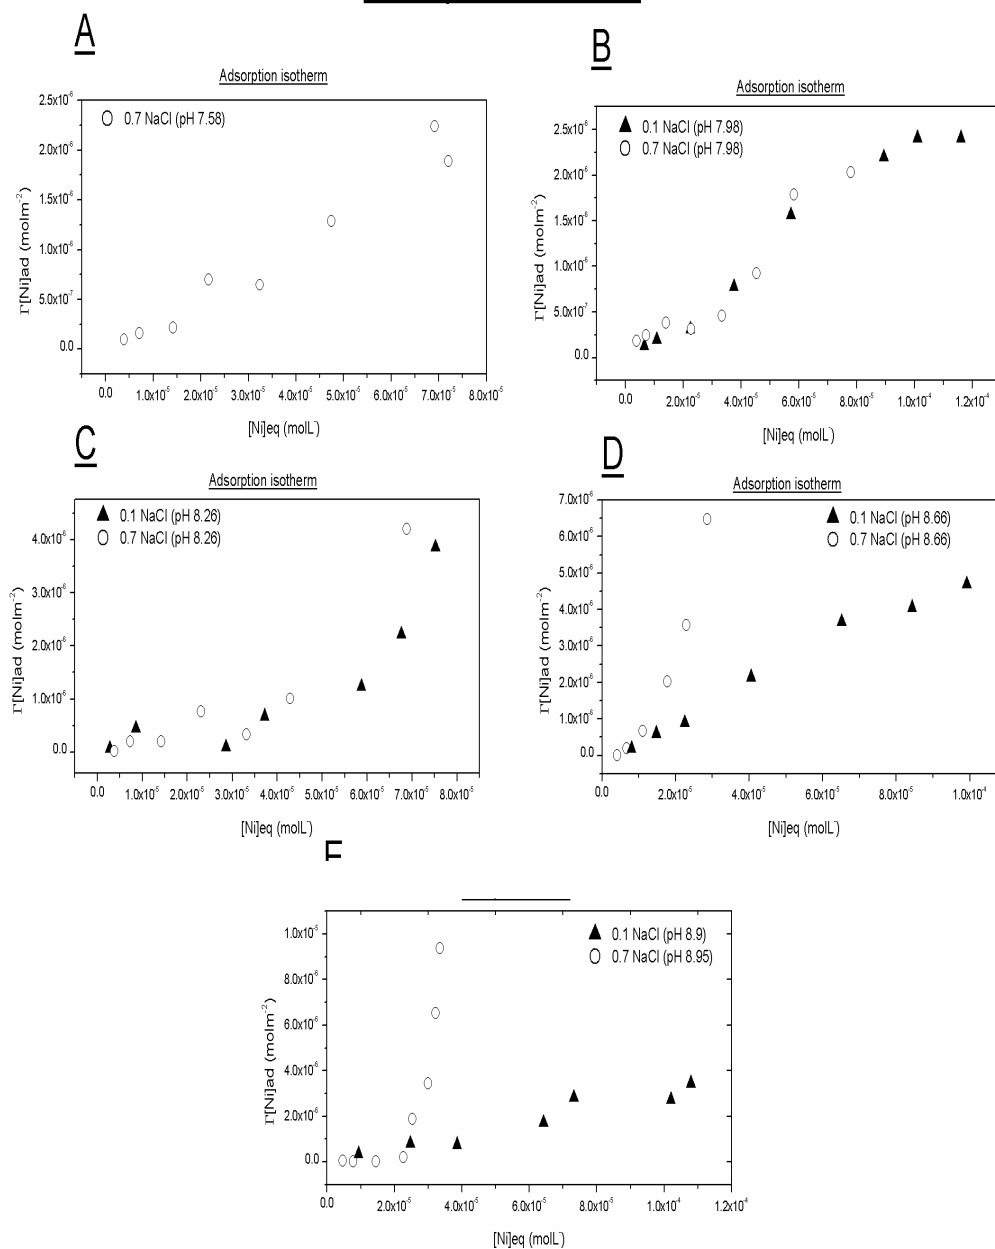 A
Adsorption isotherm
0.7 NaCl (pH 7.58)
2.5x10⁻⁶
2.0x10⁻⁶
1.5x10⁻⁶
1.0x10⁻⁶
5.0x10⁻⁷
0.0
Γ[Ni]ad (molm⁻²)
0.0 1.0x10⁻⁵ 2.0x10⁻⁵ 3.0x10⁻⁵ 4.0x10⁻⁵ 5.0x10⁻⁵ 6.0x10⁻⁵ 7.0x10⁻⁵ 8.0x10⁻⁵
[Ni]eq (molL⁻)
B
Adsorption isotherm
0.1 NaCl (pH 7.98)
0.7 NaCl (pH 7.98)
2.5x10⁻⁶
2.0x10⁻⁶
1.5x10⁻⁶
1.0x10⁻⁶
5.0x10⁻⁷
0.0
Γ[Ni]ad (molm⁻²)
0.0 2.0x10⁻⁵ 4.0x10⁻⁵ 6.0x10⁻⁵ 8.0x10⁻⁵ 1.0x10⁻⁴ 1.2x10⁻⁴
[Ni]eq (molL⁻)
C
Adsorption isotherm
0.1 NaCl (pH 8.26)
0.7 NaCl (pH 8.26)
4.0x10⁻⁶
3.0x10⁻⁶
2.0x10⁻⁶
1.0x10⁻⁶
0.0
Γ[Ni]ad (molm⁻²)
0.0 1.0x10⁻⁵ 2.0x10⁻⁵ 3.0x10⁻⁵ 4.0x10⁻⁵ 5.0x10⁻⁵ 6.0x10⁻⁵ 7.0x10⁻⁵ 8.0x10⁻⁵
[Ni]eq (molL⁻)
D
Adsorption isotherm
0.1 NaCl (pH 8.66)
0.7 NaCl (pH 8.66)
7.0x10⁻⁶
6.0x10⁻⁶
5.0x10⁻⁶
4.0x10⁻⁶
3.0x10⁻⁶
2.0x10⁻⁶
1.0x10⁻⁶
0.0
Γ[Ni]ad (molm⁻²)
0.0 2.0x10⁻⁵ 4.0x10⁻⁵ 6.0x10⁻⁵ 8.0x10⁻⁵ 1.0x10⁻⁴
[Ni]eq (molL⁻)
0.1 NaCl (pH 8.9)
0.7 NaCl (pH 8.95)
1.0x10⁻⁵
8.0x10⁻⁶
6.0x10⁻⁶
4.0x10⁻⁶
2.0x10⁻⁶
0.0
Γ[Ni]ad (molm⁻²)
0.0 2.0x10⁻⁵ 4.0x10⁻⁵ 6.0x10⁻⁵ 8.0x10⁻⁵ 1.0x10⁻⁴ 1.2x10⁻⁴
[Ni]eq (molL⁻)